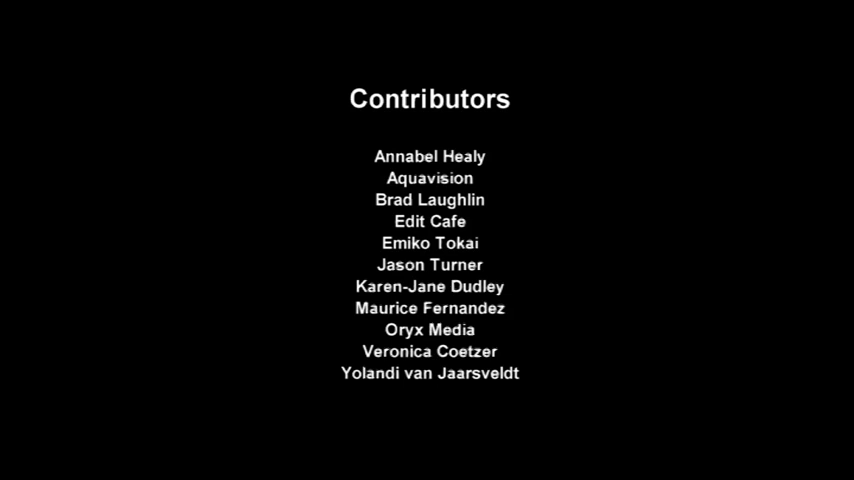 Contributors
Annabel Healy
Aquavision
Brad Laughlin
Edit Cafe
Emiko Tokai
Jason Turner
Karen-Jane Dudley
Maurice Fernandez
Oryx Media
Veronica Coetzer
Yolandi van Jaarsveldt